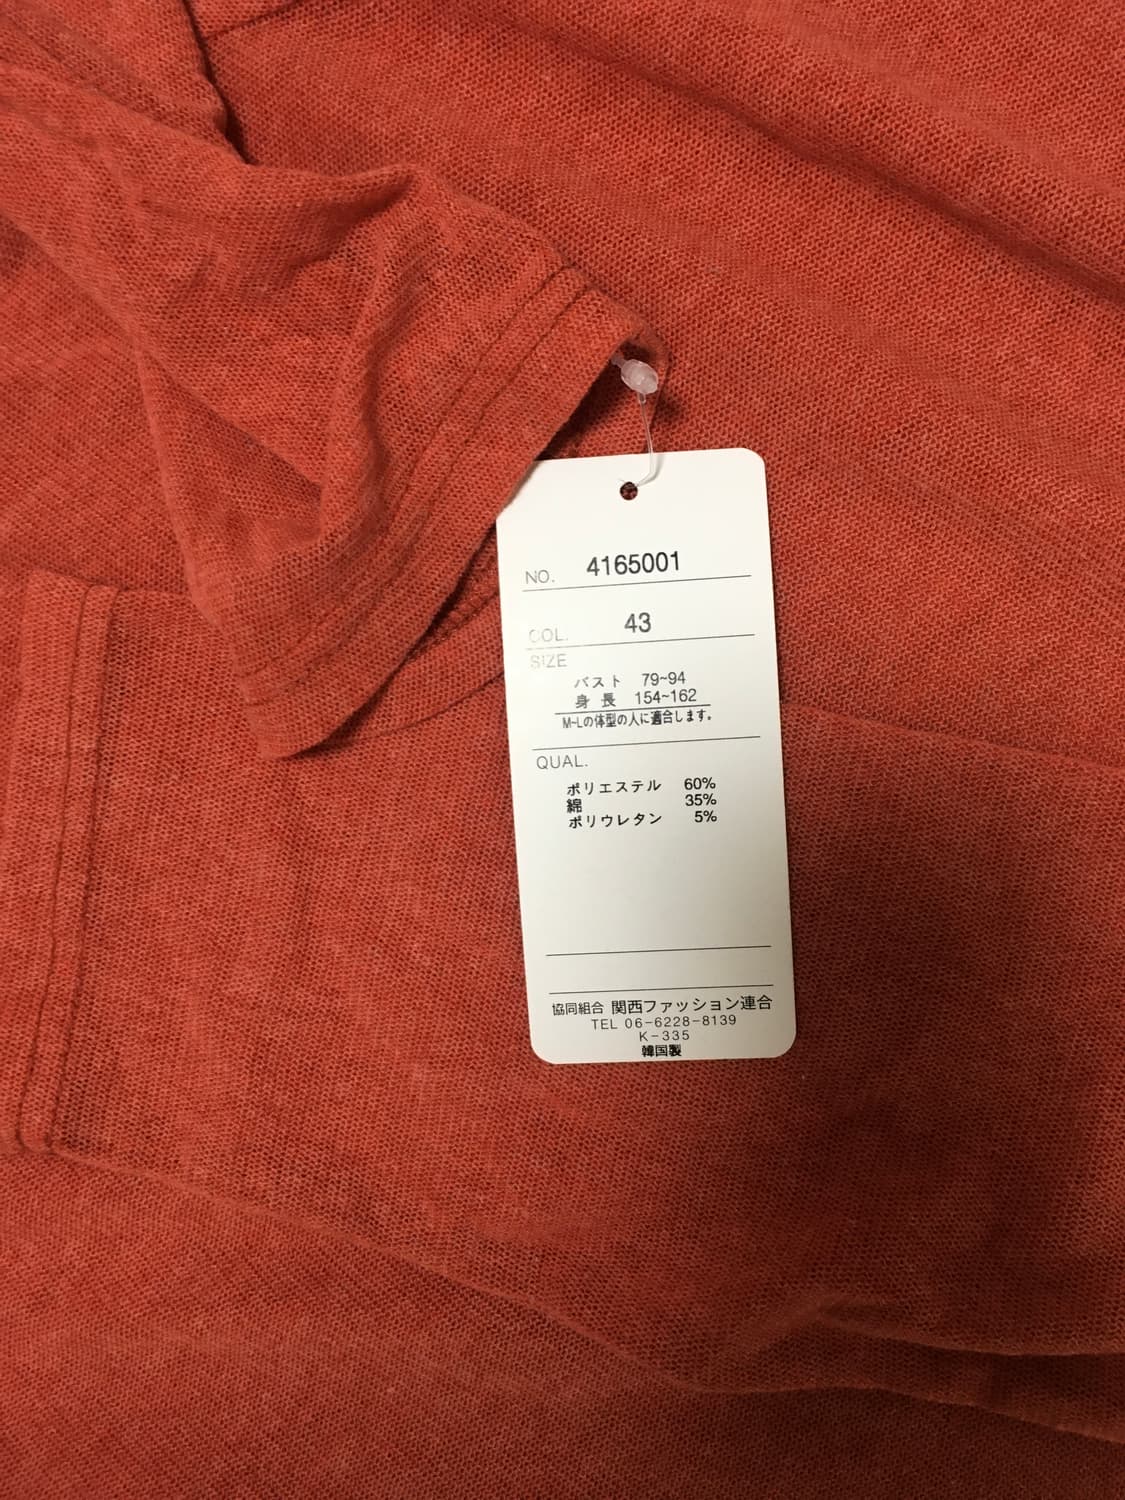 NO. 4165001
COL. 43
SIZE
バスト 79~94
身長 154~162
M~Lの体型の人に適合します。
QUAL.
ポリエステル 60%
綿 35%
ポリウレタン 5%
協同組合 関西ファッション連合
TEL 06-6228-8139
K-335
韓国製